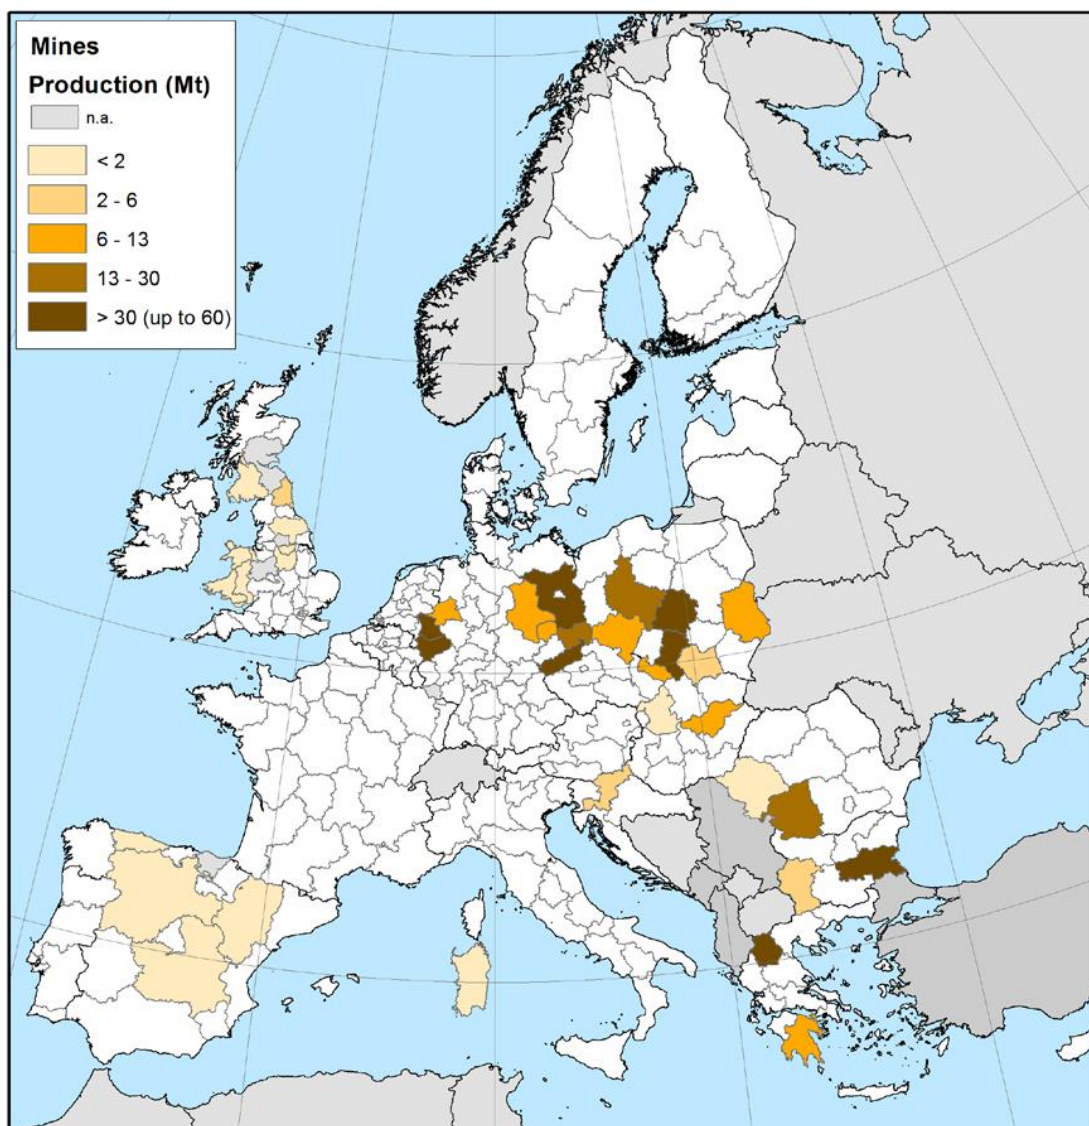 Mines
Production (Mt)
n.a.
< 2
2 - 6
6 - 13
13 - 30
> 30 (up to 60)